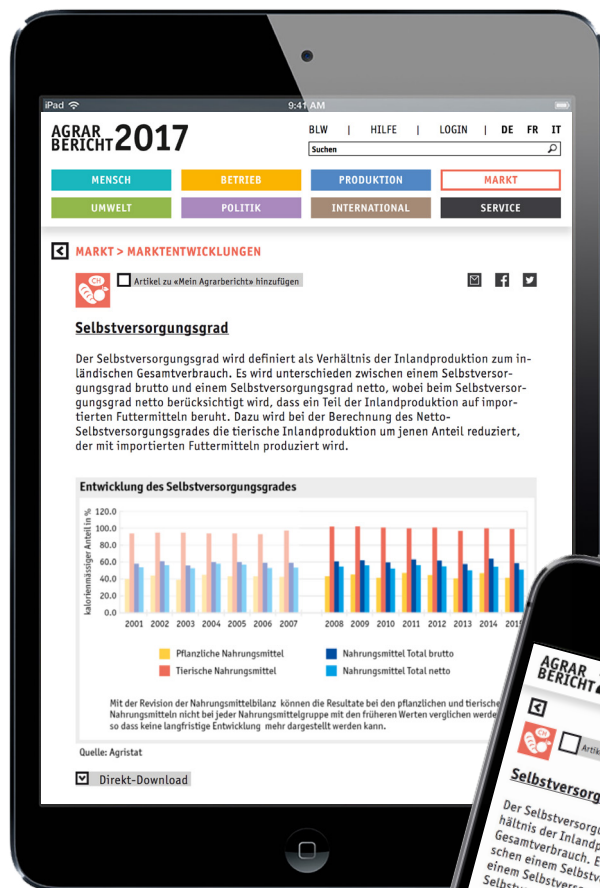 iPad 9:41 AM
AGRAR BERICHT 2017
BLW | HILFE | LOGIN | DE FR IT
Suchen
MENSCH BETRIEB PRODUKTION MARKT
UMWELT POLITIK INTERNATIONAL SERVICE
MARKT > MARKTENTWICKLUNGEN
CH
Artikel zu «Mein Agrarbericht» hinzufügen
Selbstversorgungsgrad
Der Selbstversorgungsgrad wird definiert als Verhältnis der Inlandproduktion zum in-
ländischen Gesamtverbrauch. Es wird unterschieden zwischen einem Selbstversor-
gungsgrad brutto und einem Selbstversorgungsgrad netto, wobei beim Selbstversor-
gungsgrad netto berücksichtigt wird, dass ein Teil der Inlandproduktion auf impor-
tierten Futtermitteln beruht. Dazu wird bei der Berechnung des Netto-
Selbstversorgungsgrades die tierische Inlandproduktion um jenen Anteil reduziert,
der mit importierten Futtermitteln produziert wird.
Entwicklung des Selbstversorgungsgrades
kalorienmässiger Anteil in %
120.0
100.0
80.0
60.0
40.0
20.0
0.0
2001 2002 2003 2004 2005 2006 2007 2008 2009 2010 2011 2012 2013 2014 2015
Pflanzliche Nahrungsmittel Nahrungsmittel Total brutto
Tierische Nahrungsmittel Nahrungsmittel Total netto
Mit der Revision der Nahrungsmittelbilanz können die Resultate bei den pflanzlichen und tierische
Nahrungsmitteln nicht bei jeder Nahrungsmittelgruppe mit den früheren Werten verglichen werde
so dass keine langfristige Entwicklung mehr dargestellt werden kann.
Quelle: Agristat
Direkt-Download
AGRAR
BERICHT
CH
Artik
Selbstversorg
Der Selbstversorgu
hältnis der Inlandp
Gesamtverbrauch. E
schen einem Selbstv
einem Selbstverso